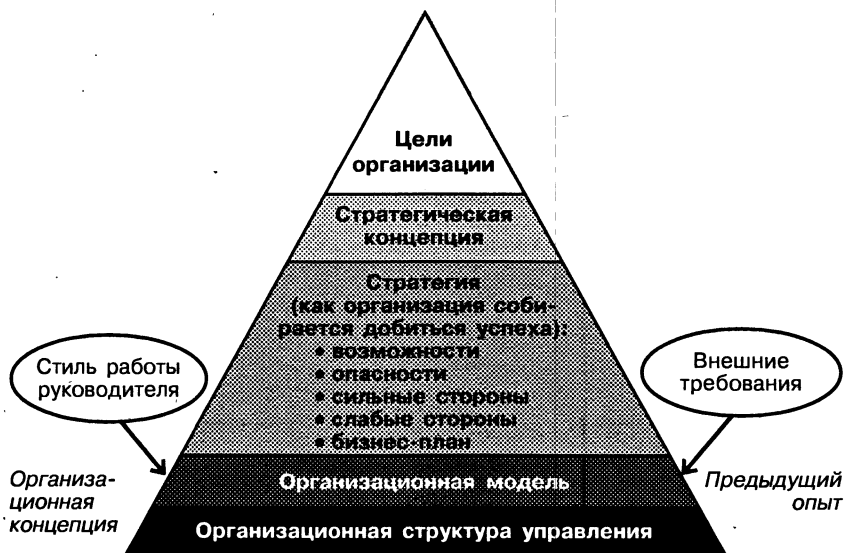 Цели
организации
Стратегическая
концепция
Стратегия
(как организация соби-
рается добиться успеха):
• возможности
• опасности
• сильные стороны
• слабые стороны
• бизнес-план
Стиль работы
руководителя
Внешние
требования
Организа-
ционная
концепция
Организационная модель
Предыдущий
опыт
Организационная структура управления